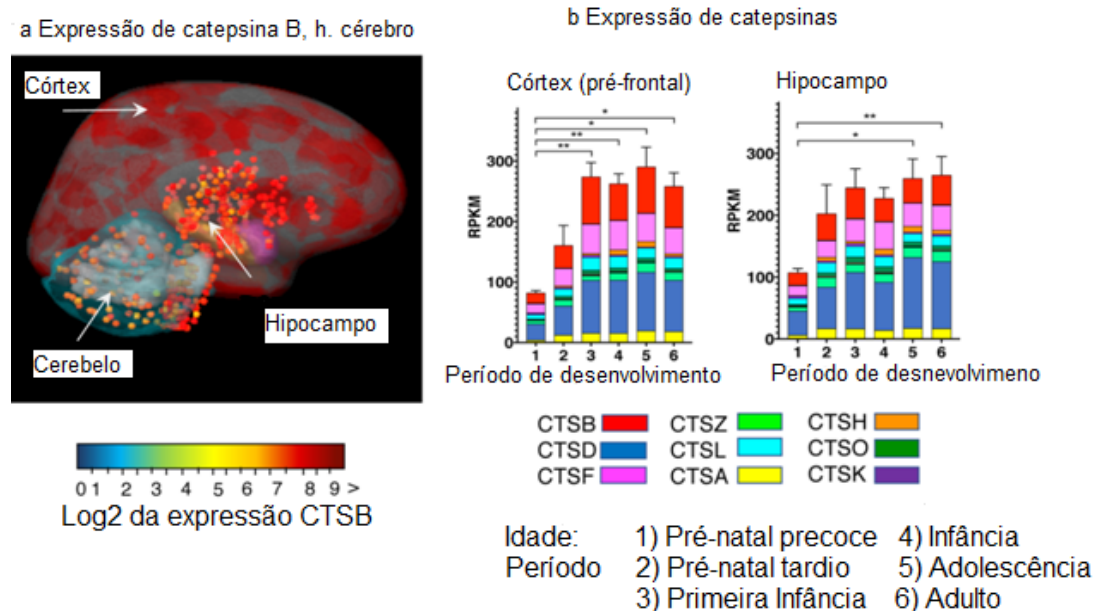 a Expressão de catepsina B, h. cérebro
Córtex
Hipocampo
Cerebelo
0 1 2 3 4 5 6 7 8 9 >
Log2 da expressão CTSB
b Expressão de catepsinas
Córtex (pré-frontal)
*
*
**
**
300
200
100
0
RPKM
1 2 3 4 5 6
Período de desenvolvimento
Hipocampo
**
*
300
200
100
0
RPKM
1 2 3 4 5 6
Período de desnevolvimeno
CTSB CTSZ CTSH
CTSD CTSL CTSO
CTSF CTSA CTSK
Idade: 1) Pré-natal precoce 4) Infância
Período 2) Pré-natal tardio 5) Adolescência
3) Primeira Infância 6) Adulto